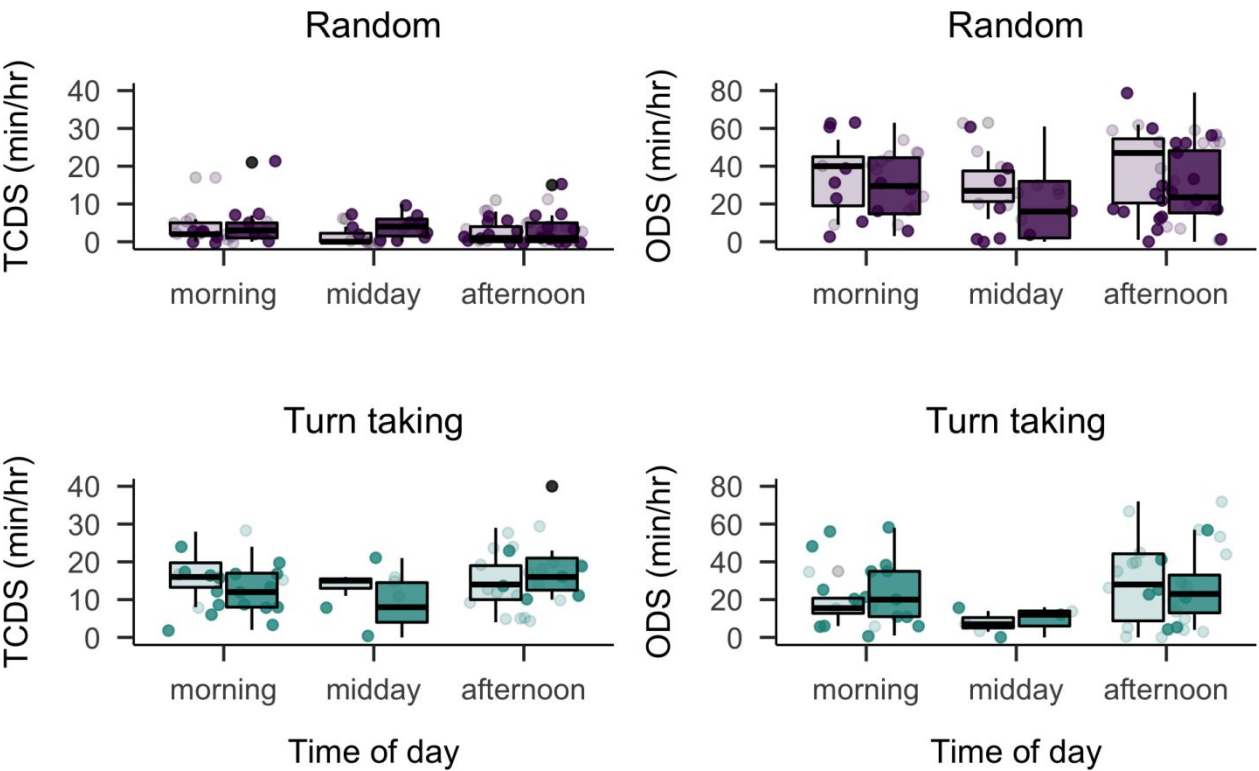 Random
TCDS (min/hr)
40
30
20
10
0
morning midday afternoon
Random
ODS (min/hr)
80
60
40
20
0
morning midday afternoon
Turn taking
TCDS (min/hr)
40
30
20
10
0
morning midday afternoon
Time of day
Turn taking
ODS (min/hr)
80
60
40
20
0
morning midday afternoon
Time of day